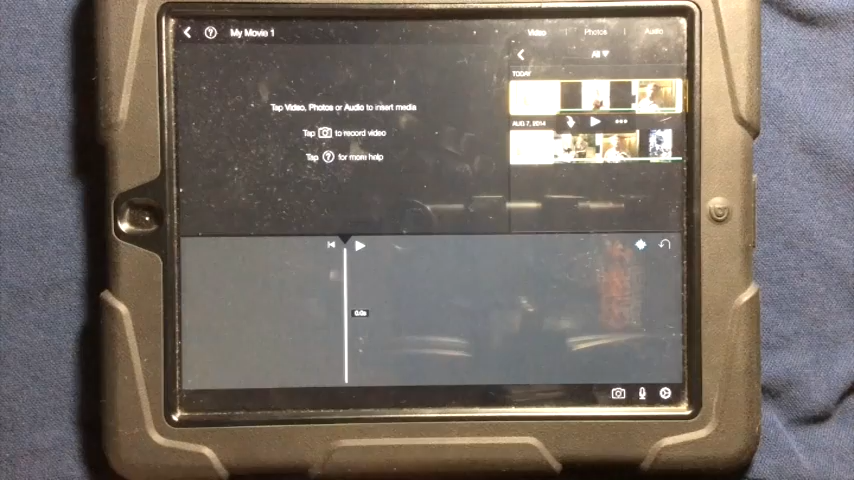 My Movie 1
Video Photos Audio
All
TODAY
Tap Video, Photos or Audio to insert media
AUG 7, 2014
Tap to record video
Tap ? for more help
0.0s